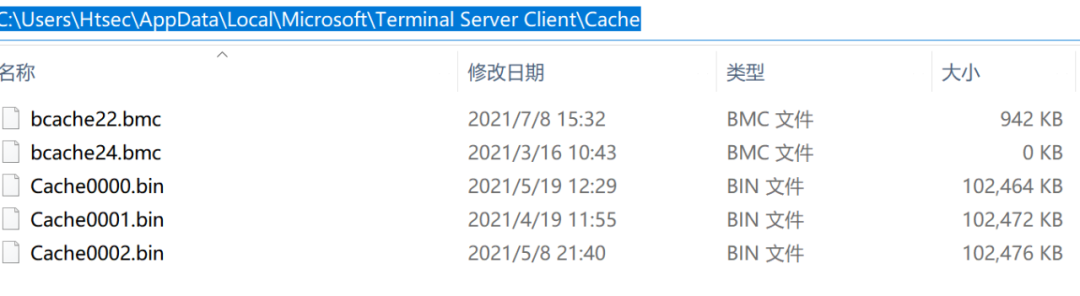 C:\Users\Htsec\AppData\Local\Microsoft\Terminal Server Client\Cache
名称 修改日期 类型 大小
bcache22.bmc 2021/7/8 15:32 BMC 文件 942 KB
bcache24.bmc 2021/3/16 10:43 BMC 文件 0 KB
Cache0000.bin 2021/5/19 12:29 BIN 文件 102,464 KB
Cache0001.bin 2021/4/19 11:55 BIN 文件 102,472 KB
Cache0002.bin 2021/5/8 21:40 BIN 文件 102,476 KB